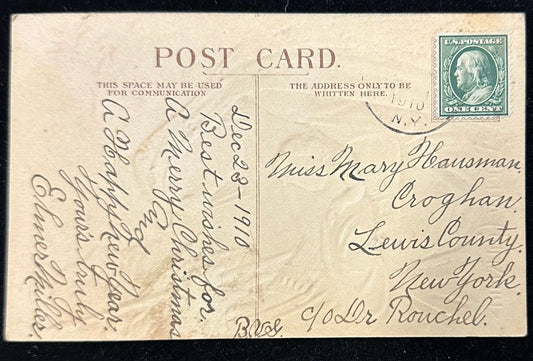 POST CARD.
THIS SPACE MAY BE USED
FOR COMMUNICATION
THE ADDRESS ONLY TO BE
WRITTEN HERE.
U.S. POSTAGE
ONE CENT
1910
N.Y.
Dec 23-1910
Best wishes for.
A Merry Christmas
and
A Happy New Year.
Yours truly
Elmer
Miss Mary Hausman.
Croghan.
Lewis County.
New York.
c/o Dr Rouchel.